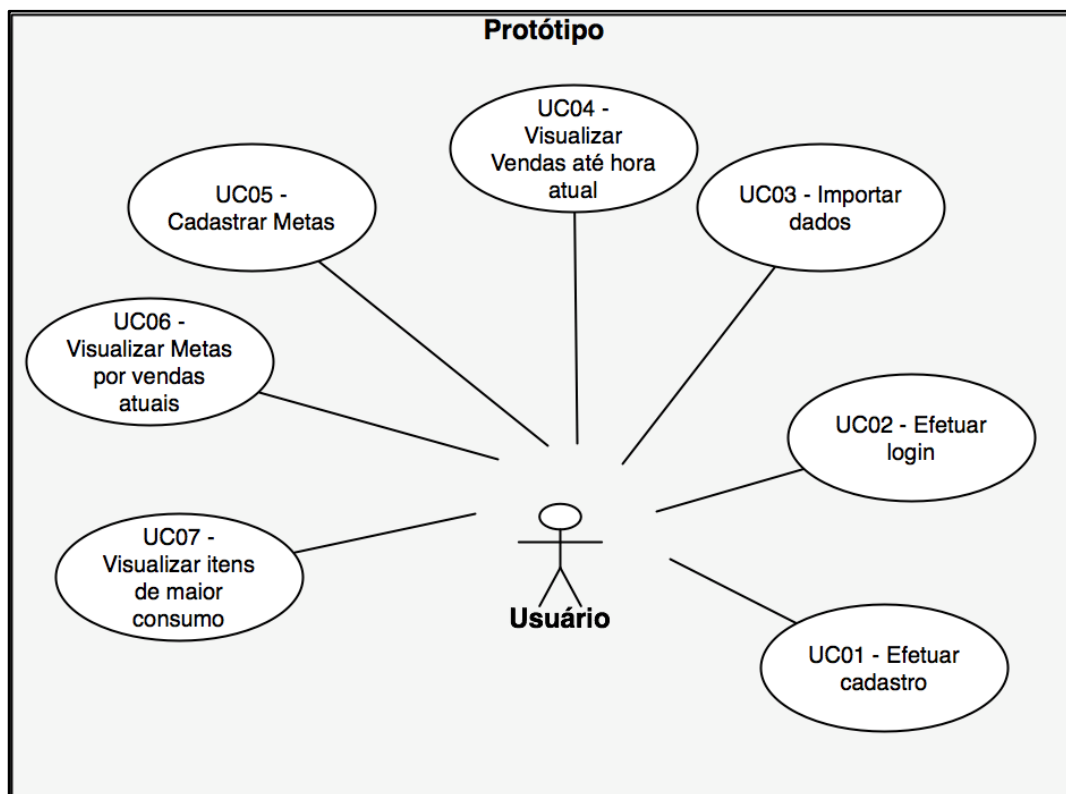 Protótipo
UC04 -
Visualizar
Vendas até hora
atual
UC05 -
Cadastrar Metas
UC03 - Importar
dados
UC06 -
Visualizar Metas
por vendas
atuais
UC02 - Efetuar
login
UC07 -
Visualizar itens
de maior
consumo
Usuário
UC01 - Efetuar
cadastro